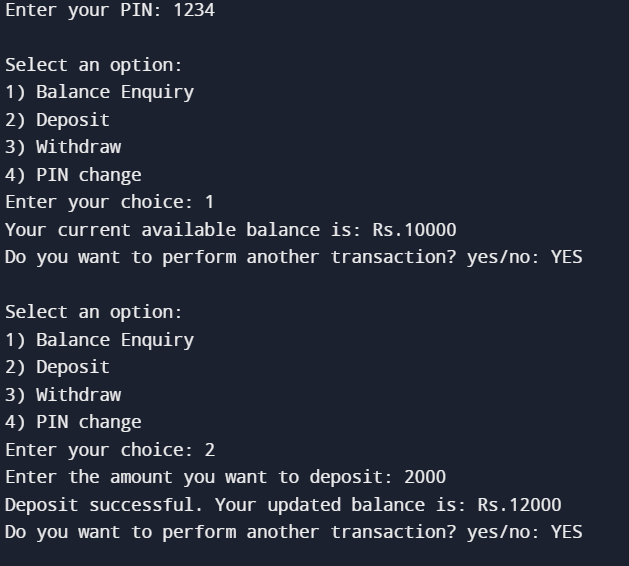 Enter your PIN: 1234
Select an option:
1) Balance Enquiry
2) Deposit
3) Withdraw
4) PIN change
Enter your choice: 1
Your current available balance is: Rs.10000
Do you want to perform another transaction? yes/no: YES
Select an option:
1) Balance Enquiry
2) Deposit
3) Withdraw
4) PIN change
Enter your choice: 2
Enter the amount you want to deposit: 2000
Deposit successful. Your updated balance is: Rs.12000
Do you want to perform another transaction? yes/no: YES